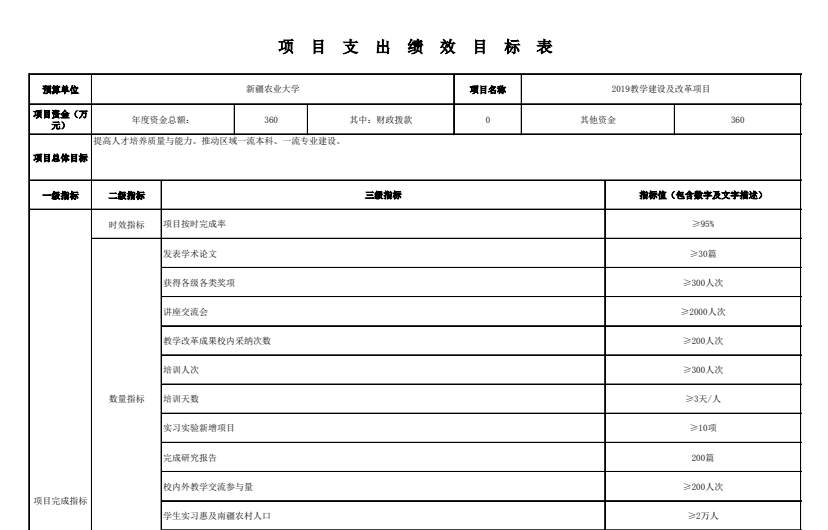 项目支出绩效目标表
预算单位 新疆农业大学 项目名称 2019教学建设及改革项目
项目资金（万元） 年度资金总额： 360 其中：财政拨款 0 其他资金 360
项目总体目标 提高人才培养质量与能力。推动区域一流本科、一流专业建设。
一级指标 二级指标 三级指标 指标值（包含数字及文字描述）
项目完成指标
时效指标 项目按时完成率 ≥95%
数量指标
发表学术论文 ≥30篇
获得各级各类奖项 ≥300人次
讲座交流会 ≥2000人次
教学改革成果校内采纳次数 ≥200人次
培训人次 ≥300人次
培训天数 ≥3天/人
实习实验新增项目 ≥10项
完成研究报告 200篇
校内外教学交流参与量 ≥200人次
学生实习惠及南疆农村人口 ≥2万人